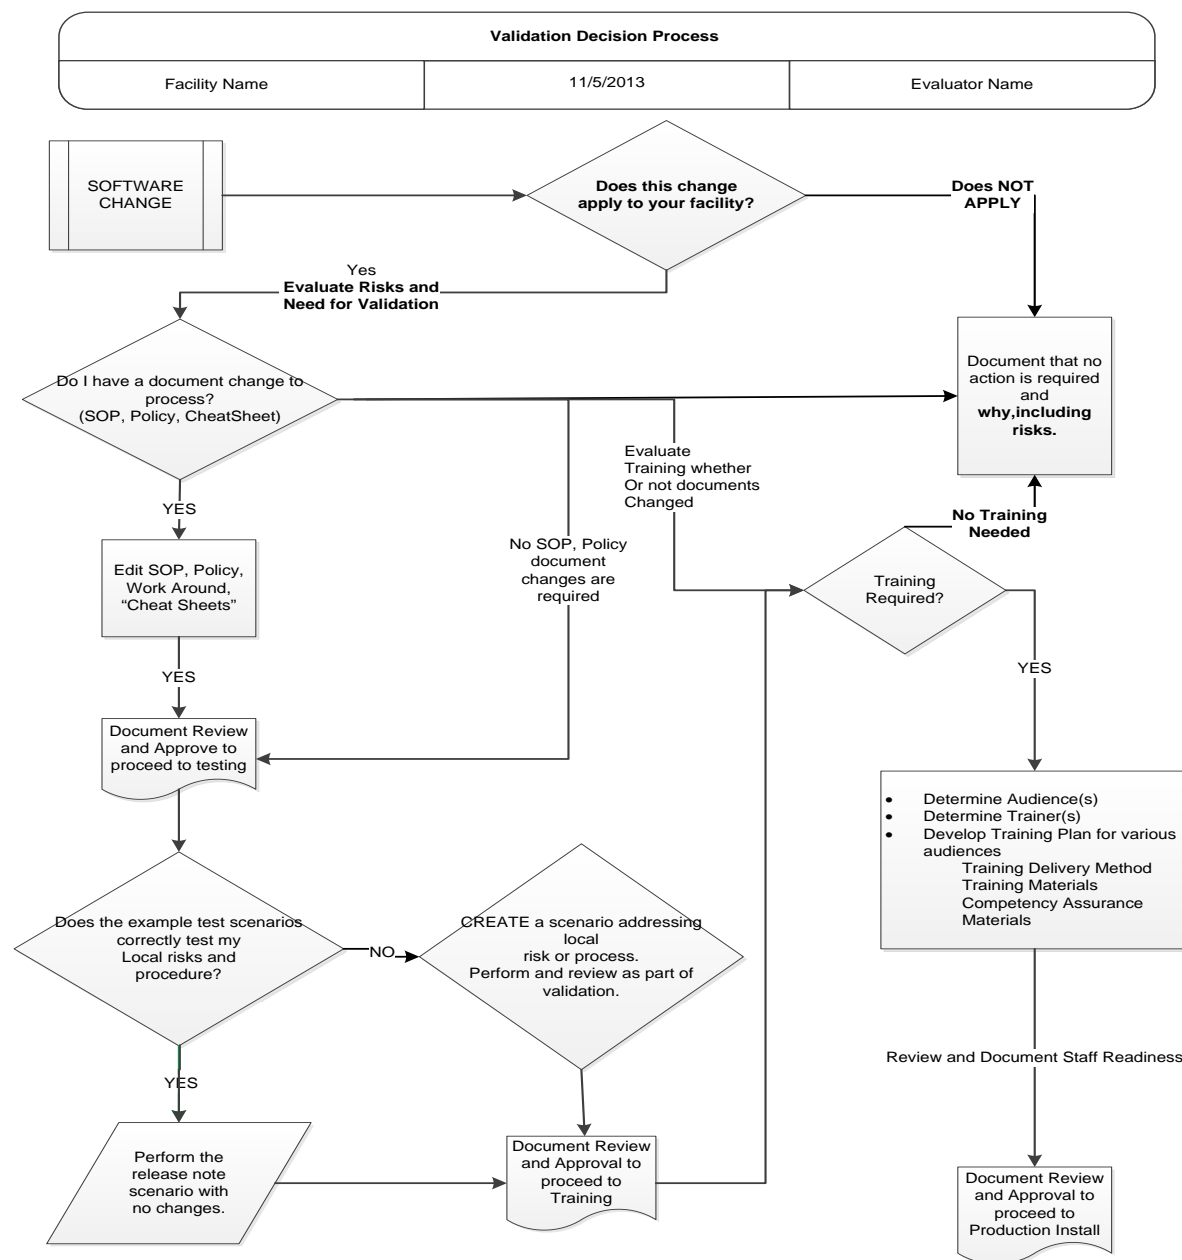 Validation Decision Process
Facility Name
11/5/2013
Evaluator Name
SOFTWARE
CHANGE
Does this change
apply to your facility?
Does NOT
APPLY
Yes
Evaluate Risks and
Need for Validation
Do I have a document change to
process?
(SOP, Policy, CheatSheet)
Document that no
action is required
and
why,including
risks.
Evaluate
Training whether
Or not documents
Changed
YES
No Training
Needed
No SOP, Policy
document
changes are
required
Edit SOP, Policy,
Work Around,
“Cheat Sheets”
Training
Required?
YES
YES
Document Review
and Approve to
proceed to testing
• Determine Audience(s)
• Determine Trainer(s)
• Develop Training Plan for various
audiences
Training Delivery Method
Training Materials
Competency Assurance
Materials
Does the example test scenarios
correctly test my
Local risks and
procedure?
NO
CREATE a scenario addressing
local
risk or process.
Perform and review as part of
validation.
Review and Document Staff Readiness
YES
Perform the
release note
scenario with
no changes.
Document Review
and Approval to
proceed to
Training
Document Review
and Approval to
proceed to
Production Install